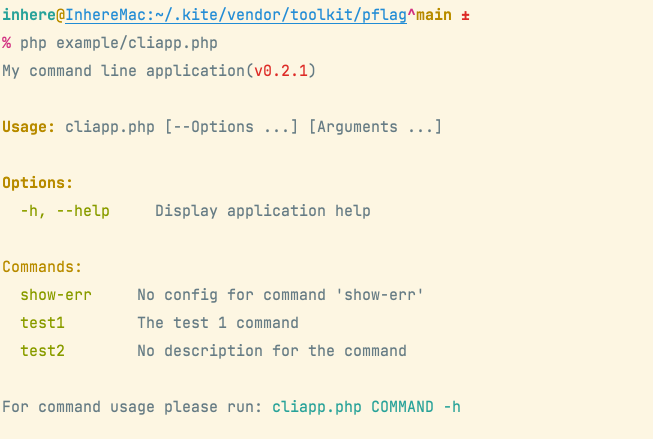 inhere@InhereMac:~/.kite/vendor/toolkit/pflag^main ±
% php example/cliapp.php
My command line application(v0.2.1)
Usage: cliapp.php [--Options ...] [Arguments ...]
Options:
  -h, --help     Display application help
Commands:
  show-err     No config for command 'show-err'
  test1        The test 1 command
  test2        No description for the command
For command usage please run: cliapp.php COMMAND -h